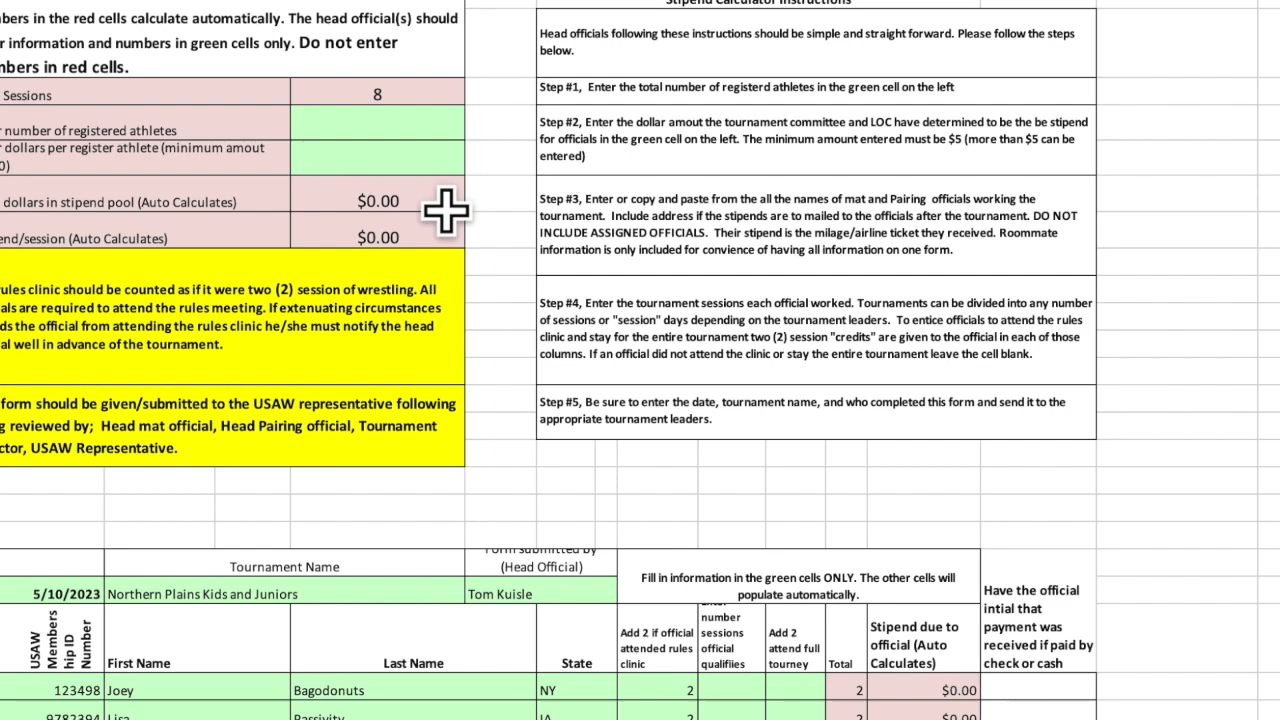 Stipend Calculator Instructions
bers in the red cells calculate automatically. The head official(s) should
r information and numbers in green cells only. Do not enter
nbers in red cells.
Sessions 8
r number of registered athletes
r dollars per register athlete (minimum amout
0)
dollars in stipend pool (Auto Calculates) $0.00
end/session (Auto Calculates) $0.00
ules clinic should be counted as if it were two (2) session of wrestling. All
als are required to attend the rules meeting. If extenuating circumstances
ds the official from attending the rules clinic he/she must notify the head
al well in advance of the tournament.
form should be given/submitted to the USAW representative following
g reviewed by; Head mat official, Head Pairing official, Tournament
ctor, USAW Representative.
Head officials following these instructions should be simple and straight forward. Please follow the steps
below.
Step #1, Enter the total number of registerd athletes in the green cell on the left
Step #2, Enter the dollar amout the tournament committe and LOC have determined to be the be stipend
for officials in the green cell on the left. The minimum amount entered must be $5 (more than $5 can be
entered)
Step #3, Enter or copy and paste from the all the names of mat and Pairing officials working the
tournament. Include address if the stipends are to mailed to the officials after the tournament. DO NOT
INCLUDE ASSIGNED OFFICIALS. Their stipend is the milage/airline ticket they received. Roommate
information is only included for convience of having all information on one form.
Step #4, Enter the tournament sessions each official worked. Tournaments can be divided into any number
of sessions or "session" days depending on the tournament leaders. To entice officials to attend the rules
clinic and stay for the entire tournament two (2) session "credits" are given to the official in each of those
columns. If an official did not attend the clinic or stay the entire tournament leave the cell blank.
Step #5, Be sure to enter the date, tournament name, and who completed this form and send it to the
appropriate tournament leaders.
Tournament Name
Form submitted by
(Head Official)
Fill in information in the green cells ONLY. The other cells will
populate automatically.
5/10/2023 Northern Plains Kids and Juniors Tom Kuisle
Have the official
intial that
payment was
received if paid by
check or cash
USAW
Members
hip ID
Number
First Name
Last Name
State
Add 2 if official
attended rules
clinic
Enter
number
sessions
official
qualifiies
Add 2
attend full
tourney
Total
Stipend due to
official (Auto
Calculates)
123498 Joey Bagodonuts NY 2 2 $0.00
9782394 Lisa Passivity IA 2 2 $0.00